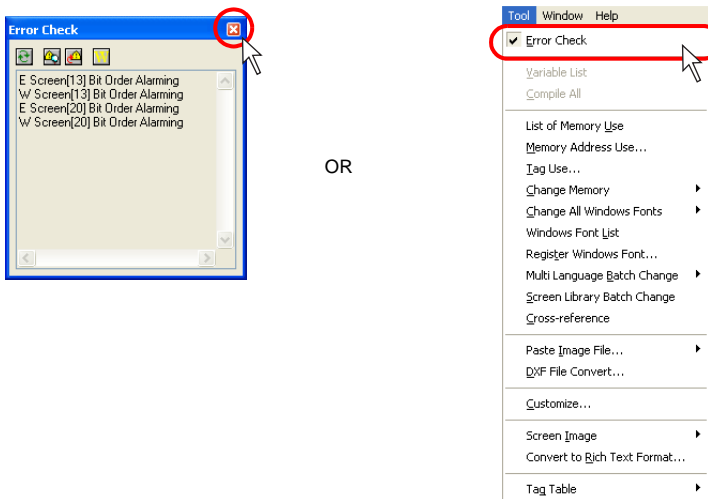 Error Check
W
E Screen[13] Bit Order Alarming
W Screen[13] Bit Order Alarming
E Screen[20] Bit Order Alarming
W Screen[20] Bit Order Alarming
OR
Tool Window Help
Error Check
Variable List
Compile All
List of Memory Use
Memory Address Use...
Tag Use...
Change Memory
Change All Windows Fonts
Windows Font List
Register Windows Font...
Multi Language Batch Change
Screen Library Batch Change
Cross-reference
Paste Image File...
DXF File Convert...
Customize...
Screen Image
Convert to Rich Text Format...
Tag Table